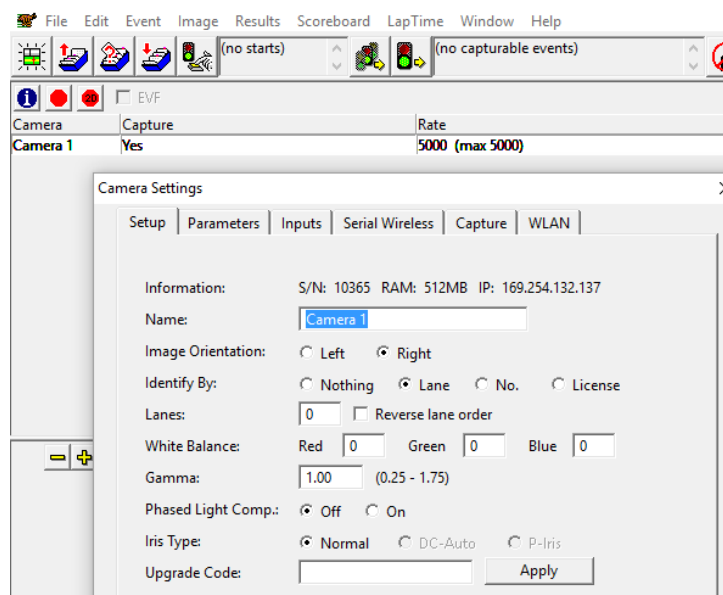 File Edit Event Image Results Scoreboard LapTime Window Help
(no starts) (no capturable events)
2D EVF
Camera Capture Rate
Camera 1 Yes 5000 (max 5000)
Camera Settings
Setup Parameters Inputs Serial Wireless Capture WLAN
Information: S/N: 10365 RAM: 512MB IP: 169.254.132.137
Name: Camera 1
Image Orientation: Left Right
Identify By: Nothing Lane No. License
Lanes: 0 Reverse lane order
White Balance: Red 0 Green 0 Blue 0
Gamma: 1.00 (0.25 - 1.75)
Phased Light Comp.: Off On
Iris Type: Normal DC-Auto P-Iris
Upgrade Code: Apply